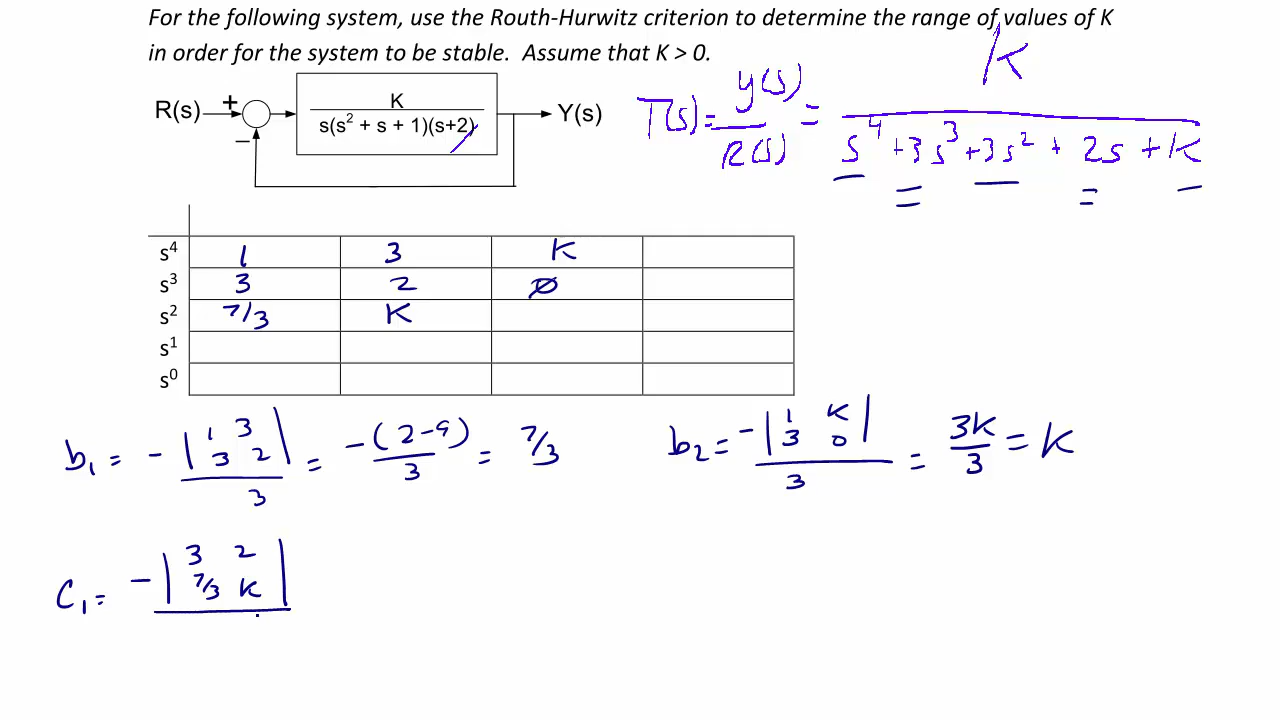 For the following system, use the Routh-Hurwitz criterion to determine the range of values of K
in order for the system to be stable. Assume that K > 0.
R(s) + − K / s(s² + s + 1)(s+2) Y(s)
T(s) = y(s) / R(s) = K / s⁴ + 3s³ + 3s² + 2s + K
s⁴ 1 3 K
s³ 3 2 0
s² 7/3 K
s¹
s⁰
b₁ = - | 1 3 3 2 | / 3 = -(2-9) / 3 = 7/3
b₂ = - | 1 K 3 0 | / 3 = 3K / 3 = K
C₁ = - | 3 2 7/3 K |